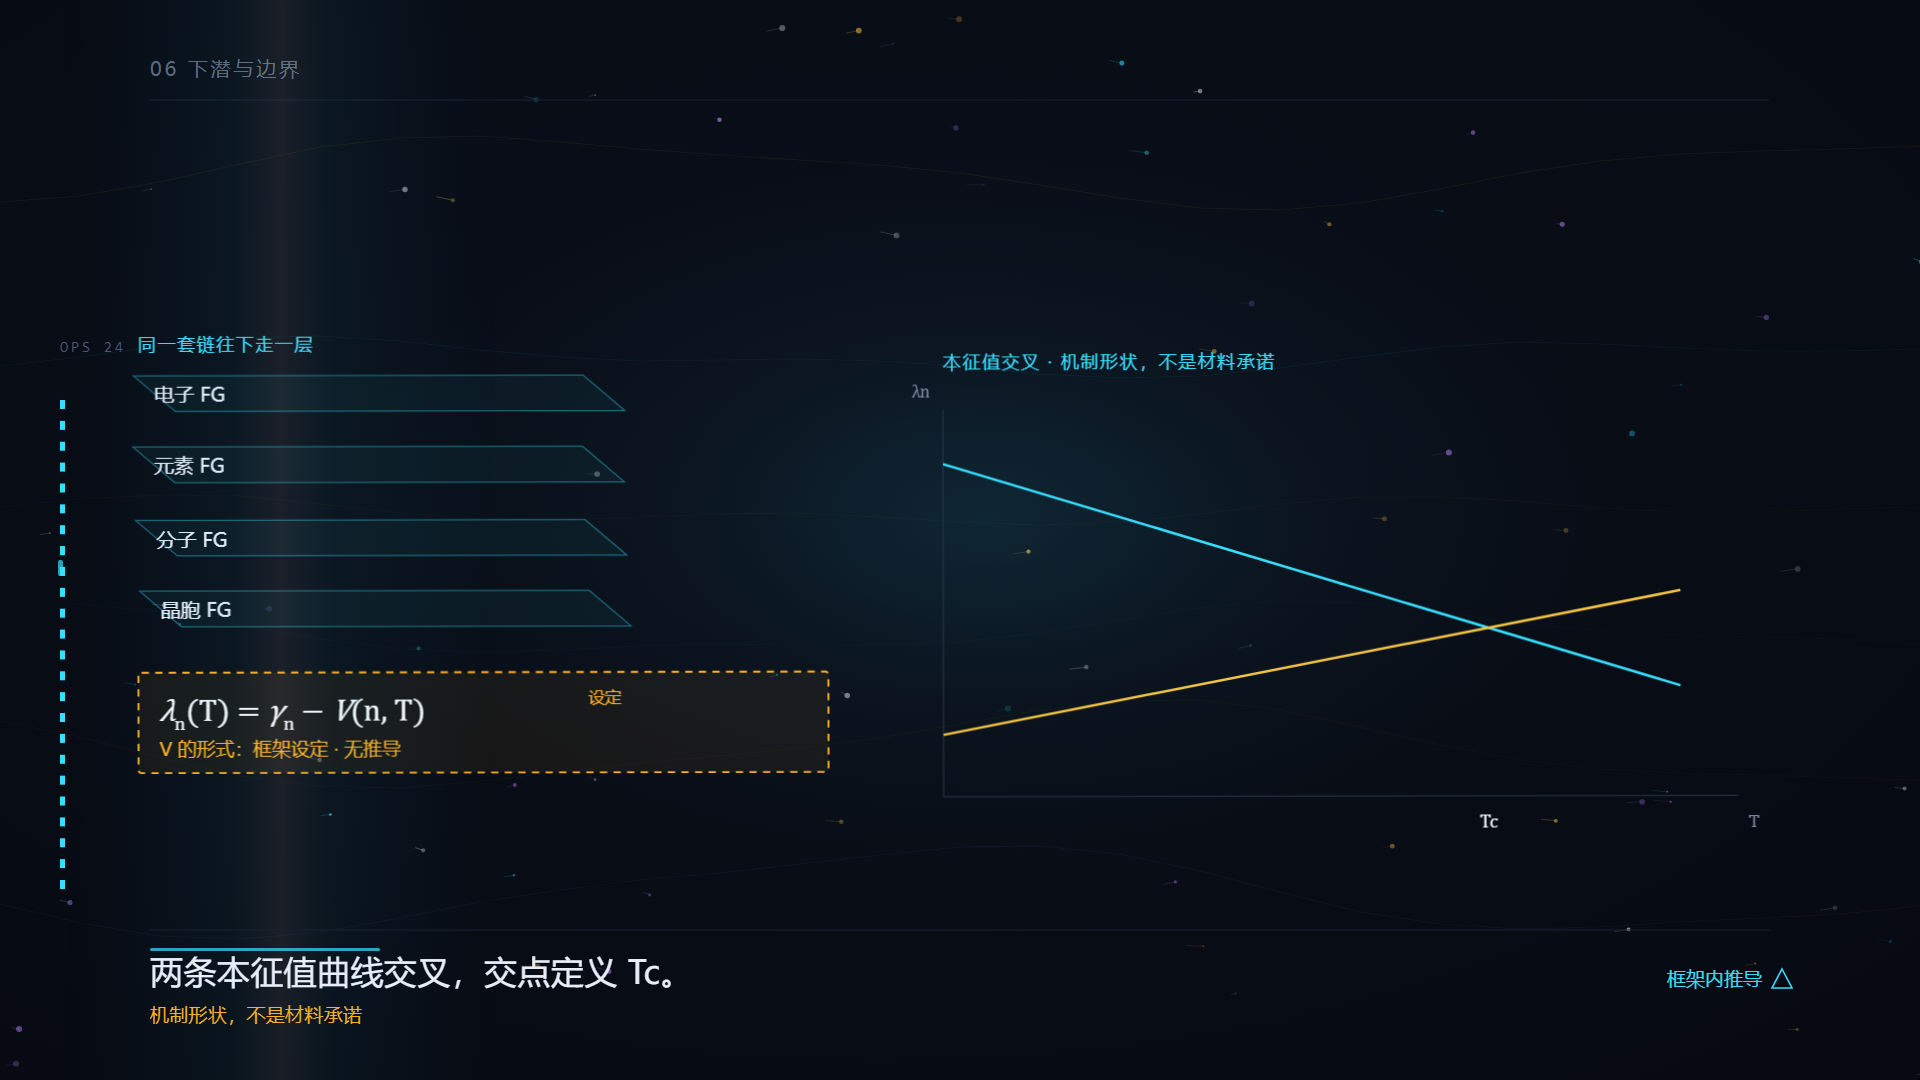 06 下潜与边界
OPS 24
同一套链往下走一层
电子 FG
元素 FG
分子 FG
晶胞 FG
λn(T) = γn − V(n, T)
设定
V 的形式：框架设定 · 无推导
本征值交叉 · 机制形状，不是材料承诺
λn
Tc
T
两条本征值曲线交叉，交点定义 Tc。
机制形状，不是材料承诺
框架内推导 △